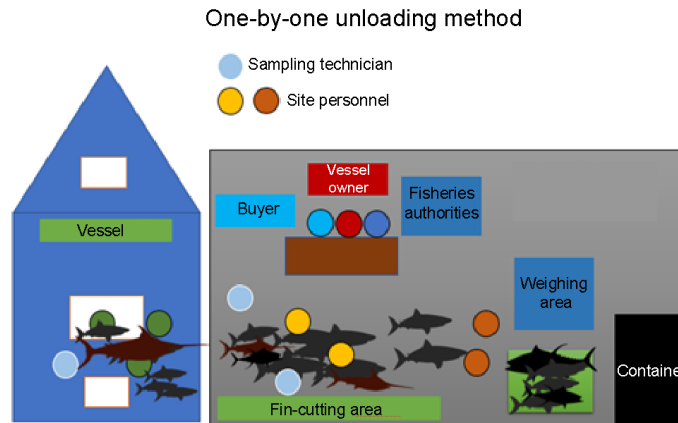 One-by-one unloading method
Sampling technician
Site personnel
Vessel
owner
Fisheries
authorities
Buyer
Vessel
Weighing
area
Containe
Fin-cutting area